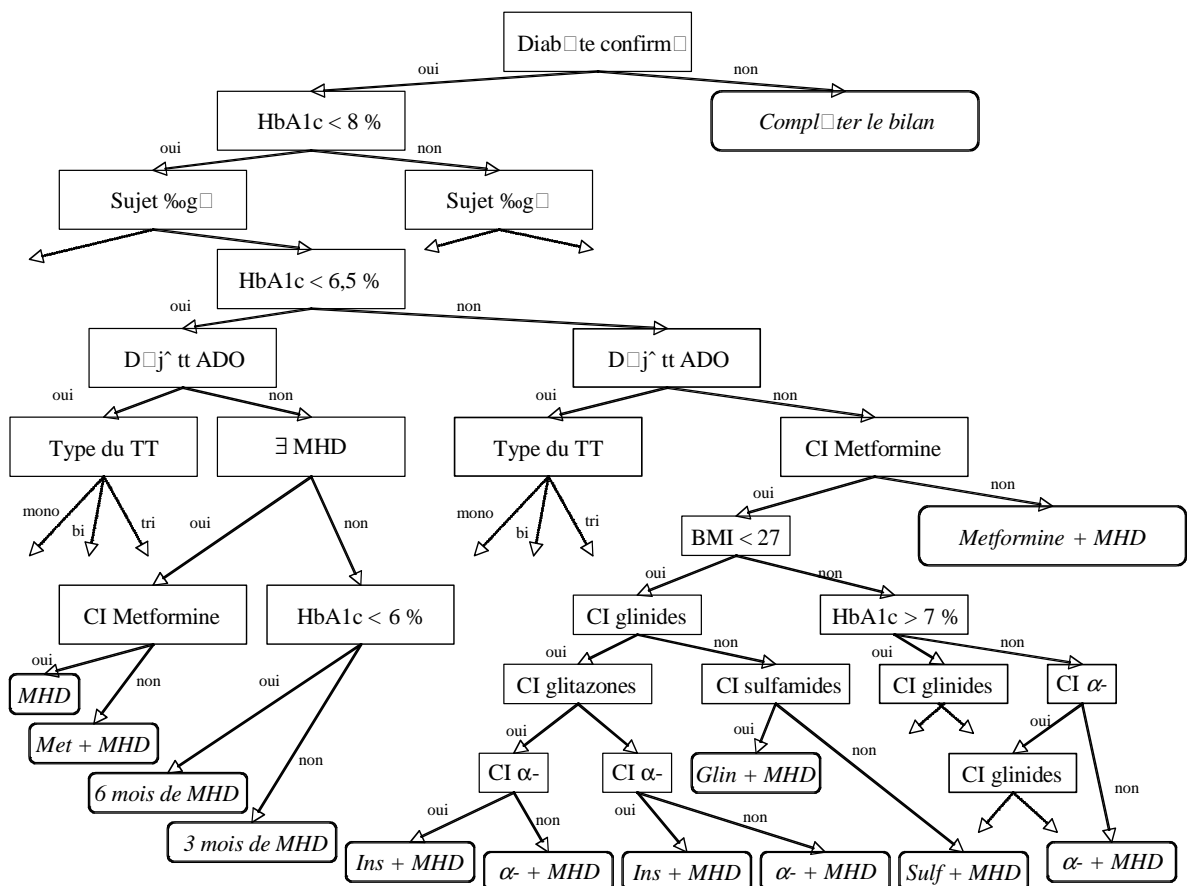 Diab□te confirm□
oui
non
HbA1c < 8 %
Compl□ter le bilan
oui
non
Sujet ‰g□
Sujet ‰g□
HbA1c < 6,5 %
oui
non
D□jˆ tt ADO
D□jˆ tt ADO
oui
non
oui
non
Type du TT
∃ MHD
Type du TT
CI Metformine
mono
bi
tri
oui
non
mono
bi
tri
oui
non
BMI < 27
Metformine + MHD
oui
non
CI Metformine
HbA1c < 6 %
CI glinides
HbA1c > 7 %
oui
non
oui
non
oui
non
oui
non
MHD
CI glitazones
CI sulfamides
CI glinides
CI α-
Met + MHD
oui
non
oui
non
oui
non
oui
non
6 mois de MHD
CI α-
CI α-
Glin + MHD
CI glinides
3 mois de MHD
oui
non
oui
non
Ins + MHD
α- + MHD
Ins + MHD
α- + MHD
Sulf + MHD
α- + MHD